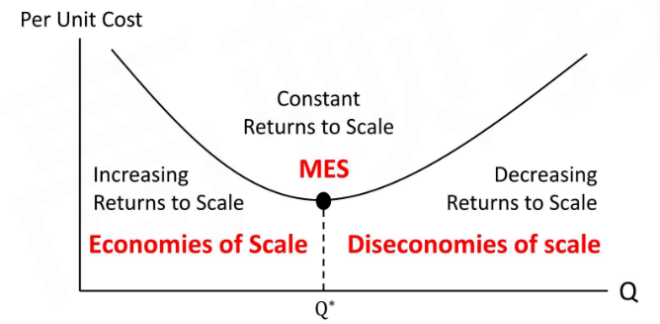 Per Unit Cost
Constant
Returns to Scale
MES
Increasing
Returns to Scale
Decreasing
Returns to Scale
Economies of Scale
Diseconomies of scale
Q
Q*